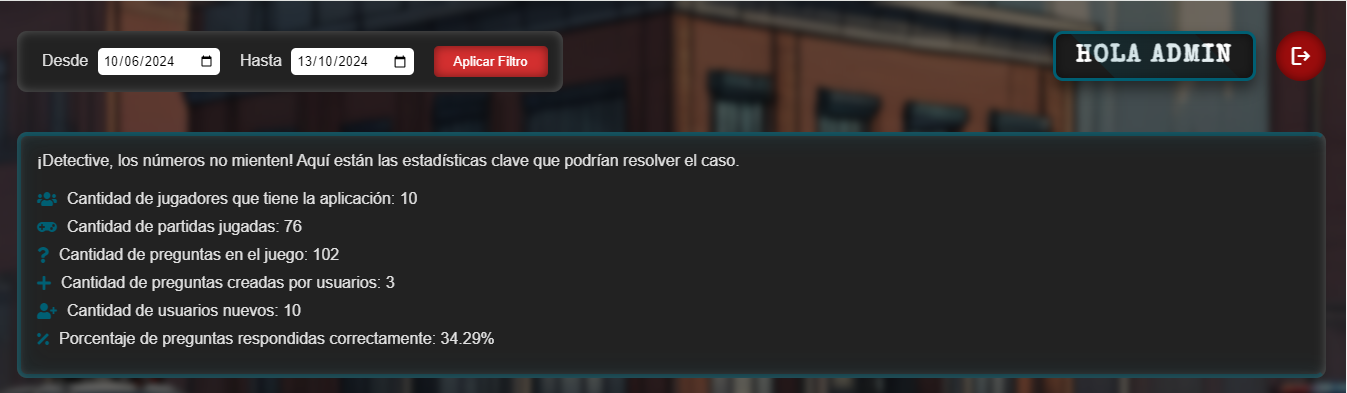 Desde 10/06/2024 Hasta 13/10/2024 Aplicar Filtro HOLA ADMIN
¡Detective, los números no mienten! Aquí están las estadísticas clave que podrían resolver el caso.
Cantidad de jugadores que tiene la aplicación: 10
Cantidad de partidas jugadas: 76
Cantidad de preguntas en el juego: 102
Cantidad de preguntas creadas por usuarios: 3
Cantidad de usuarios nuevos: 10
Porcentaje de preguntas respondidas correctamente: 34.29%